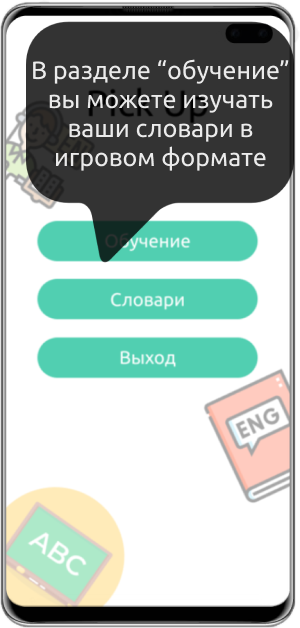 В разделе “обучение”
вы можете изучать
ваши словари в
игровом формате
Pick Up
Обучение
Словари
Выход
ENG
ABC